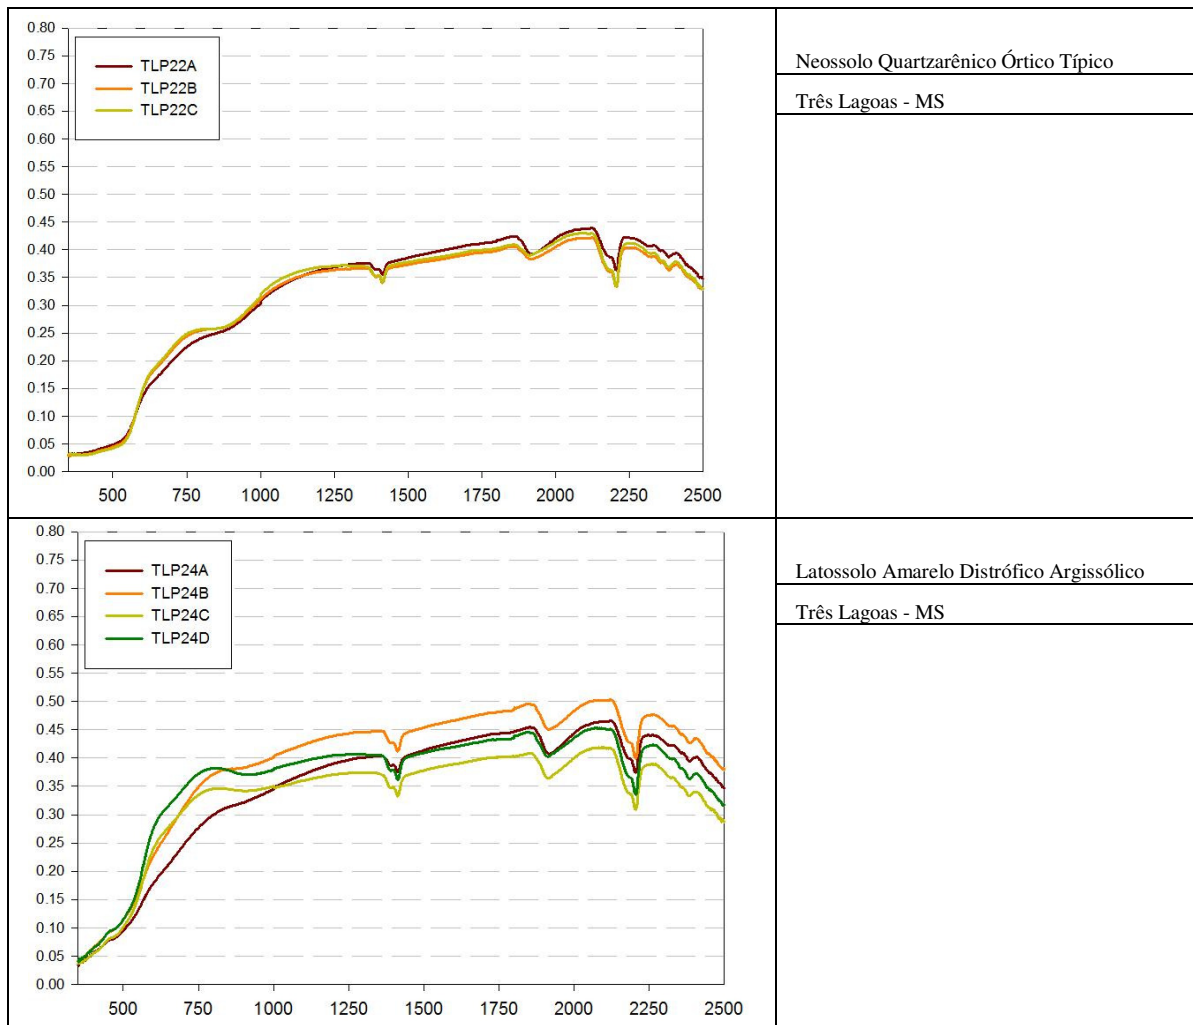 0.80
0.75
0.70
0.65
0.60
0.55
0.50
0.45
0.40
0.35
0.30
0.25
0.20
0.15
0.10
0.05
0.00
TLP22A
TLP22B
TLP22C
500 750 1000 1250 1500 1750 2000 2250 2500
Neossolo Quartzarênico Órtico Típico
Três Lagoas - MS
0.80
0.75
0.70
0.65
0.60
0.55
0.50
0.45
0.40
0.35
0.30
0.25
0.20
0.15
0.10
0.05
0.00
TLP24A
TLP24B
TLP24C
TLP24D
500 750 1000 1250 1500 1750 2000 2250 2500
Latossolo Amarelo Distrófico Argissólico
Três Lagoas - MS